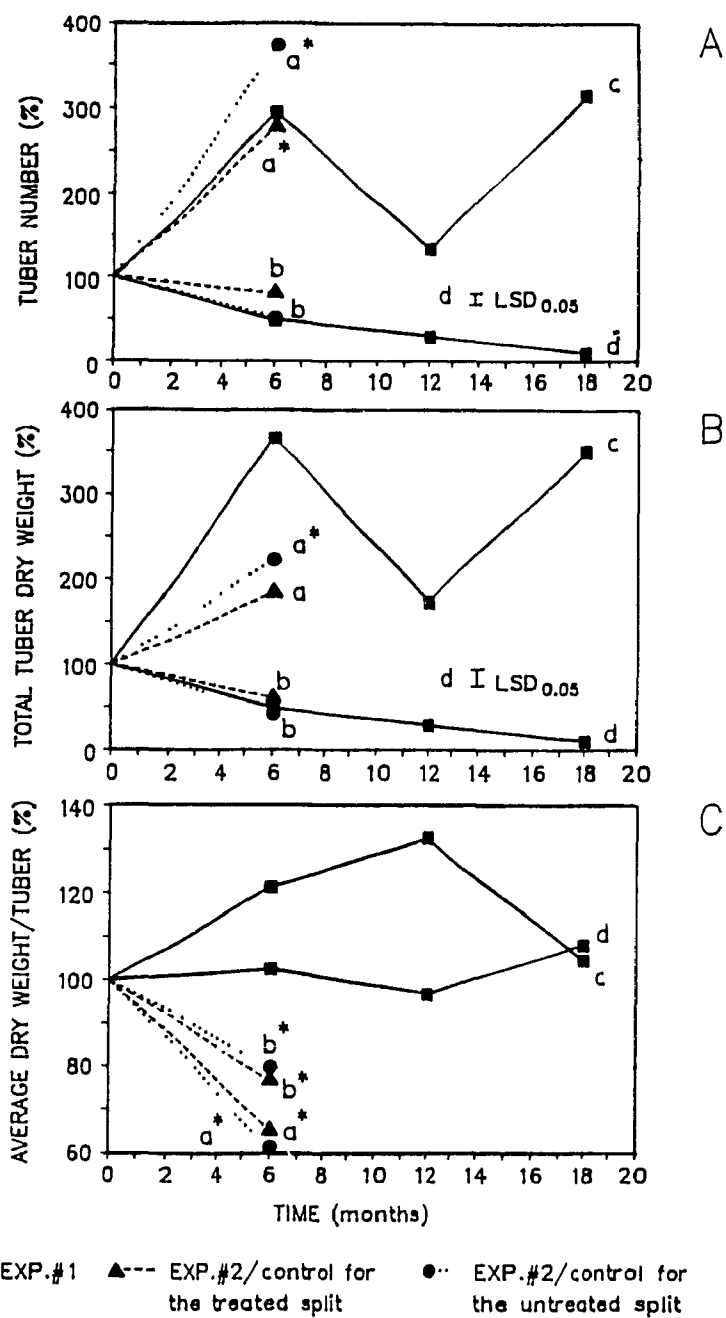 A
TUBER NUMBER (%)
400
300
200
100
0
a*
a*
c
b
b
d I LSD0.05
d
0 2 4 6 8 10 12 14 16 18 20
B
TOTAL TUBER DRY WEIGHT (%)
400
300
200
100
0
c
a*
a
b
b
d I LSD0.05
d
0 2 4 6 8 10 12 14 16 18 20
C
AVERAGE DRY WEIGHT/TUBER (%)
140
120
100
80
60
d
c
b*
b*
a*
a*
0 2 4 6 8 10 12 14 16 18 20
TIME (months)
EXP.#1 EXP.#2/control for the treated split
EXP.#2/control for the untreated split